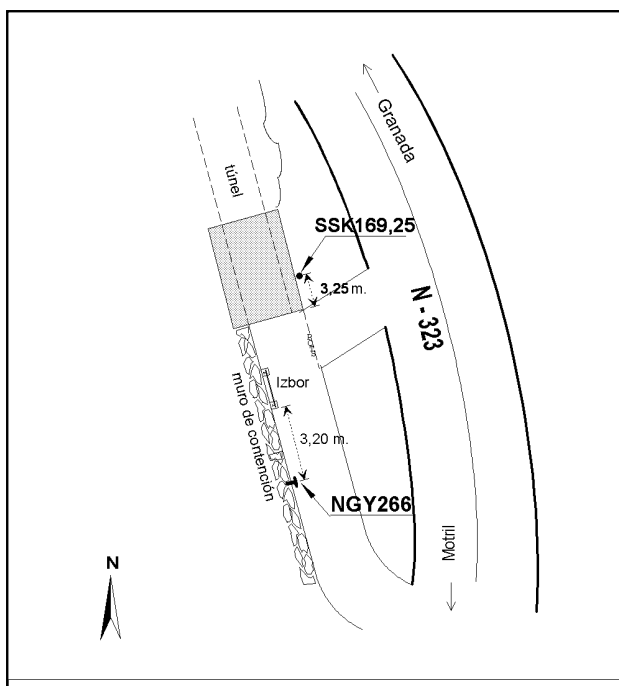 Granada
túnel
SSK169,25
3,25 m.
N - 323
Izbor
muro de contención
3,20 m.
NGY266
Motril
N